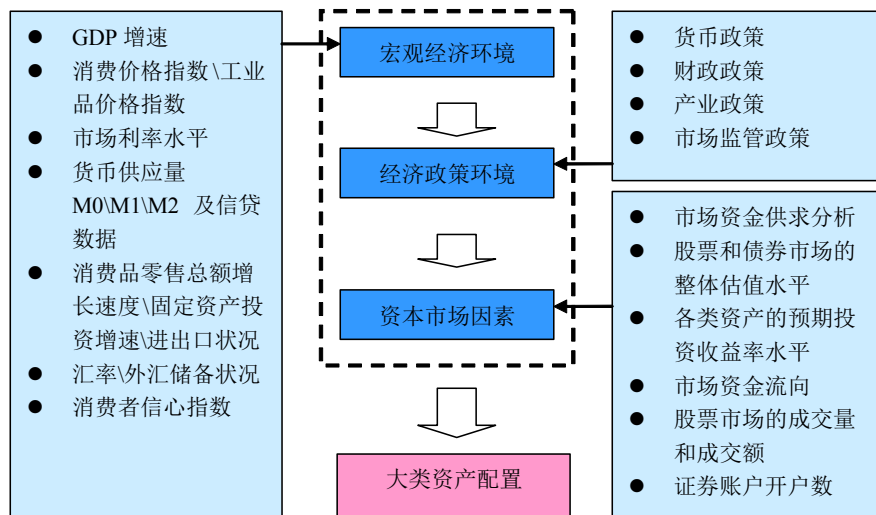 GDP 增速
消费价格指数\工业
品价格指数
市场利率水平
货币供应量
M0\M1\M2 及信贷
数据
消费品零售总额增
长速度\固定资产投
资增速\进出口状况
汇率\外汇储备状况
消费者信心指数
宏观经济环境
经济政策环境
资本市场因素
大类资产配置
货币政策
财政政策
产业政策
市场监管政策
市场资金供求分析
股票和债券市场的
整体估值水平
各类资产的预期投
资收益率水平
市场资金流向
股票市场的成交量
和成交额
证券账户开户数